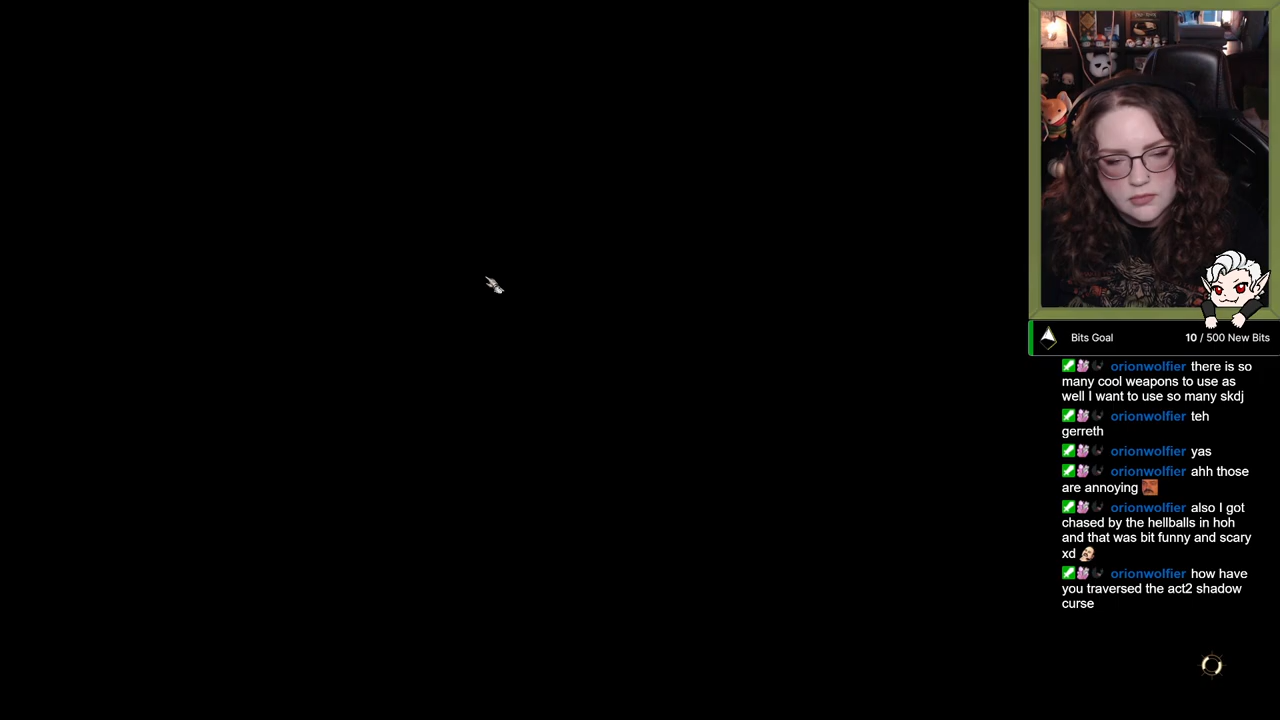 Bits Goal 10 / 500 New Bits
orionwolfier there is so
many cool weapons to use as
well I want to use so many skdj
orionwolfier teh
gerreth
orionwolfier yas
orionwolfier ahh those
are annoying
orionwolfier also I got
chased by the hellballs in hoh
and that was bit funny and scary
xd
orionwolfier how have
you traversed the act2 shadow
curse